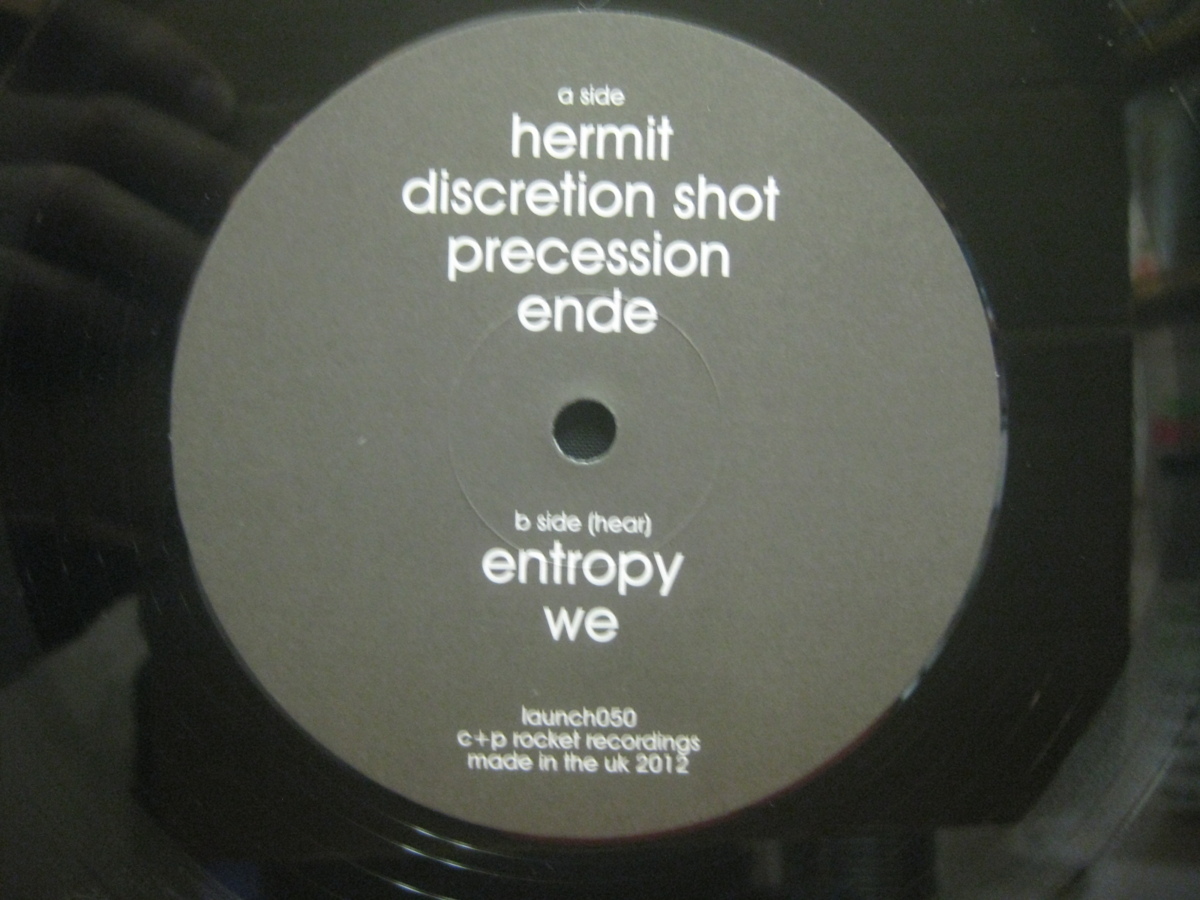 a side
hermit
discretion shot
precession
ende
b side (hear)
entropy
we
launch050
c+p rocket recordings
made in the uk 2012